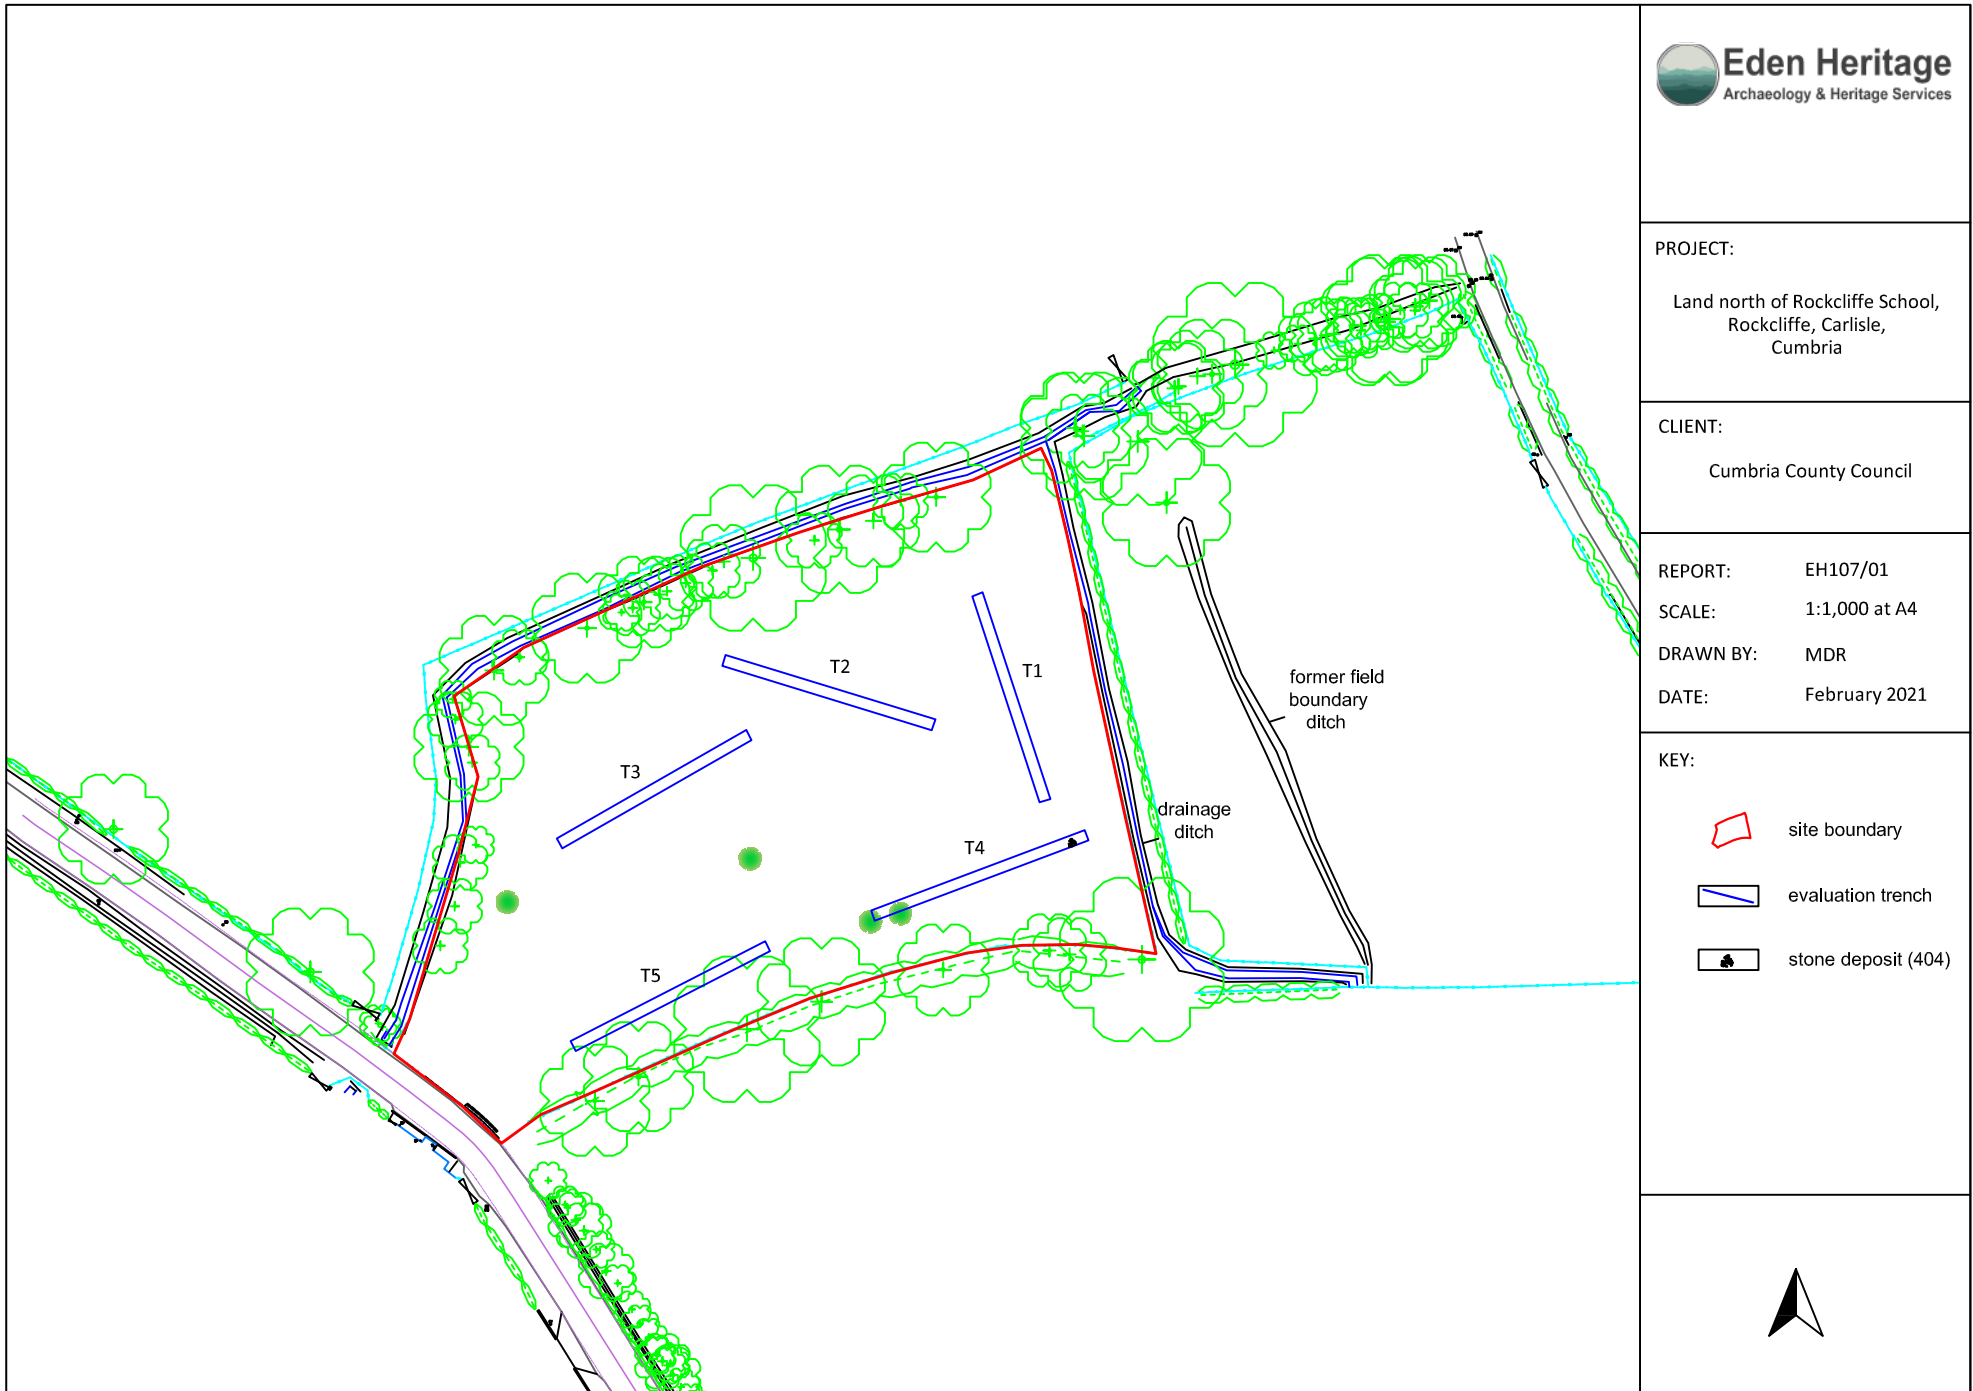 Eden Heritage
Archaeology & Heritage Services
PROJECT:
Land north of Rockcliffe School,
Rockcliffe, Carlisle,
Cumbria
CLIENT:
Cumbria County Council
REPORT: EH107/01
SCALE: 1:1,000 at A4
DRAWN BY: MDR
DATE: February 2021
KEY:
site boundary
evaluation trench
stone deposit (404)
T1
T2
T3
T4
T5
former field
boundary
ditch
drainage
ditch